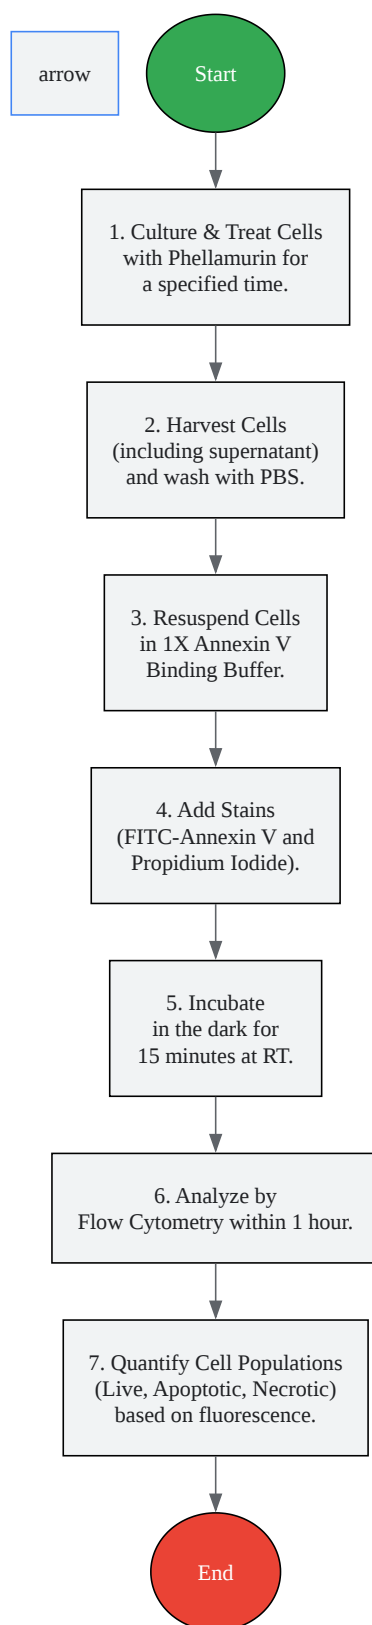 arrow
Start
1. Culture & Treat Cells
with Phellamurin for
a specified time.
2. Harvest Cells
(including supernatant)
and wash with PBS.
3. Resuspend Cells
in 1X Annexin V
Binding Buffer.
4. Add Stains
(FITC-Annexin V and
Propidium Iodide).
5. Incubate
in the dark for
15 minutes at RT.
6. Analyze by
Flow Cytometry within 1 hour.
7. Quantify Cell Populations
(Live, Apoptotic, Necrotic)
based on fluorescence.
End